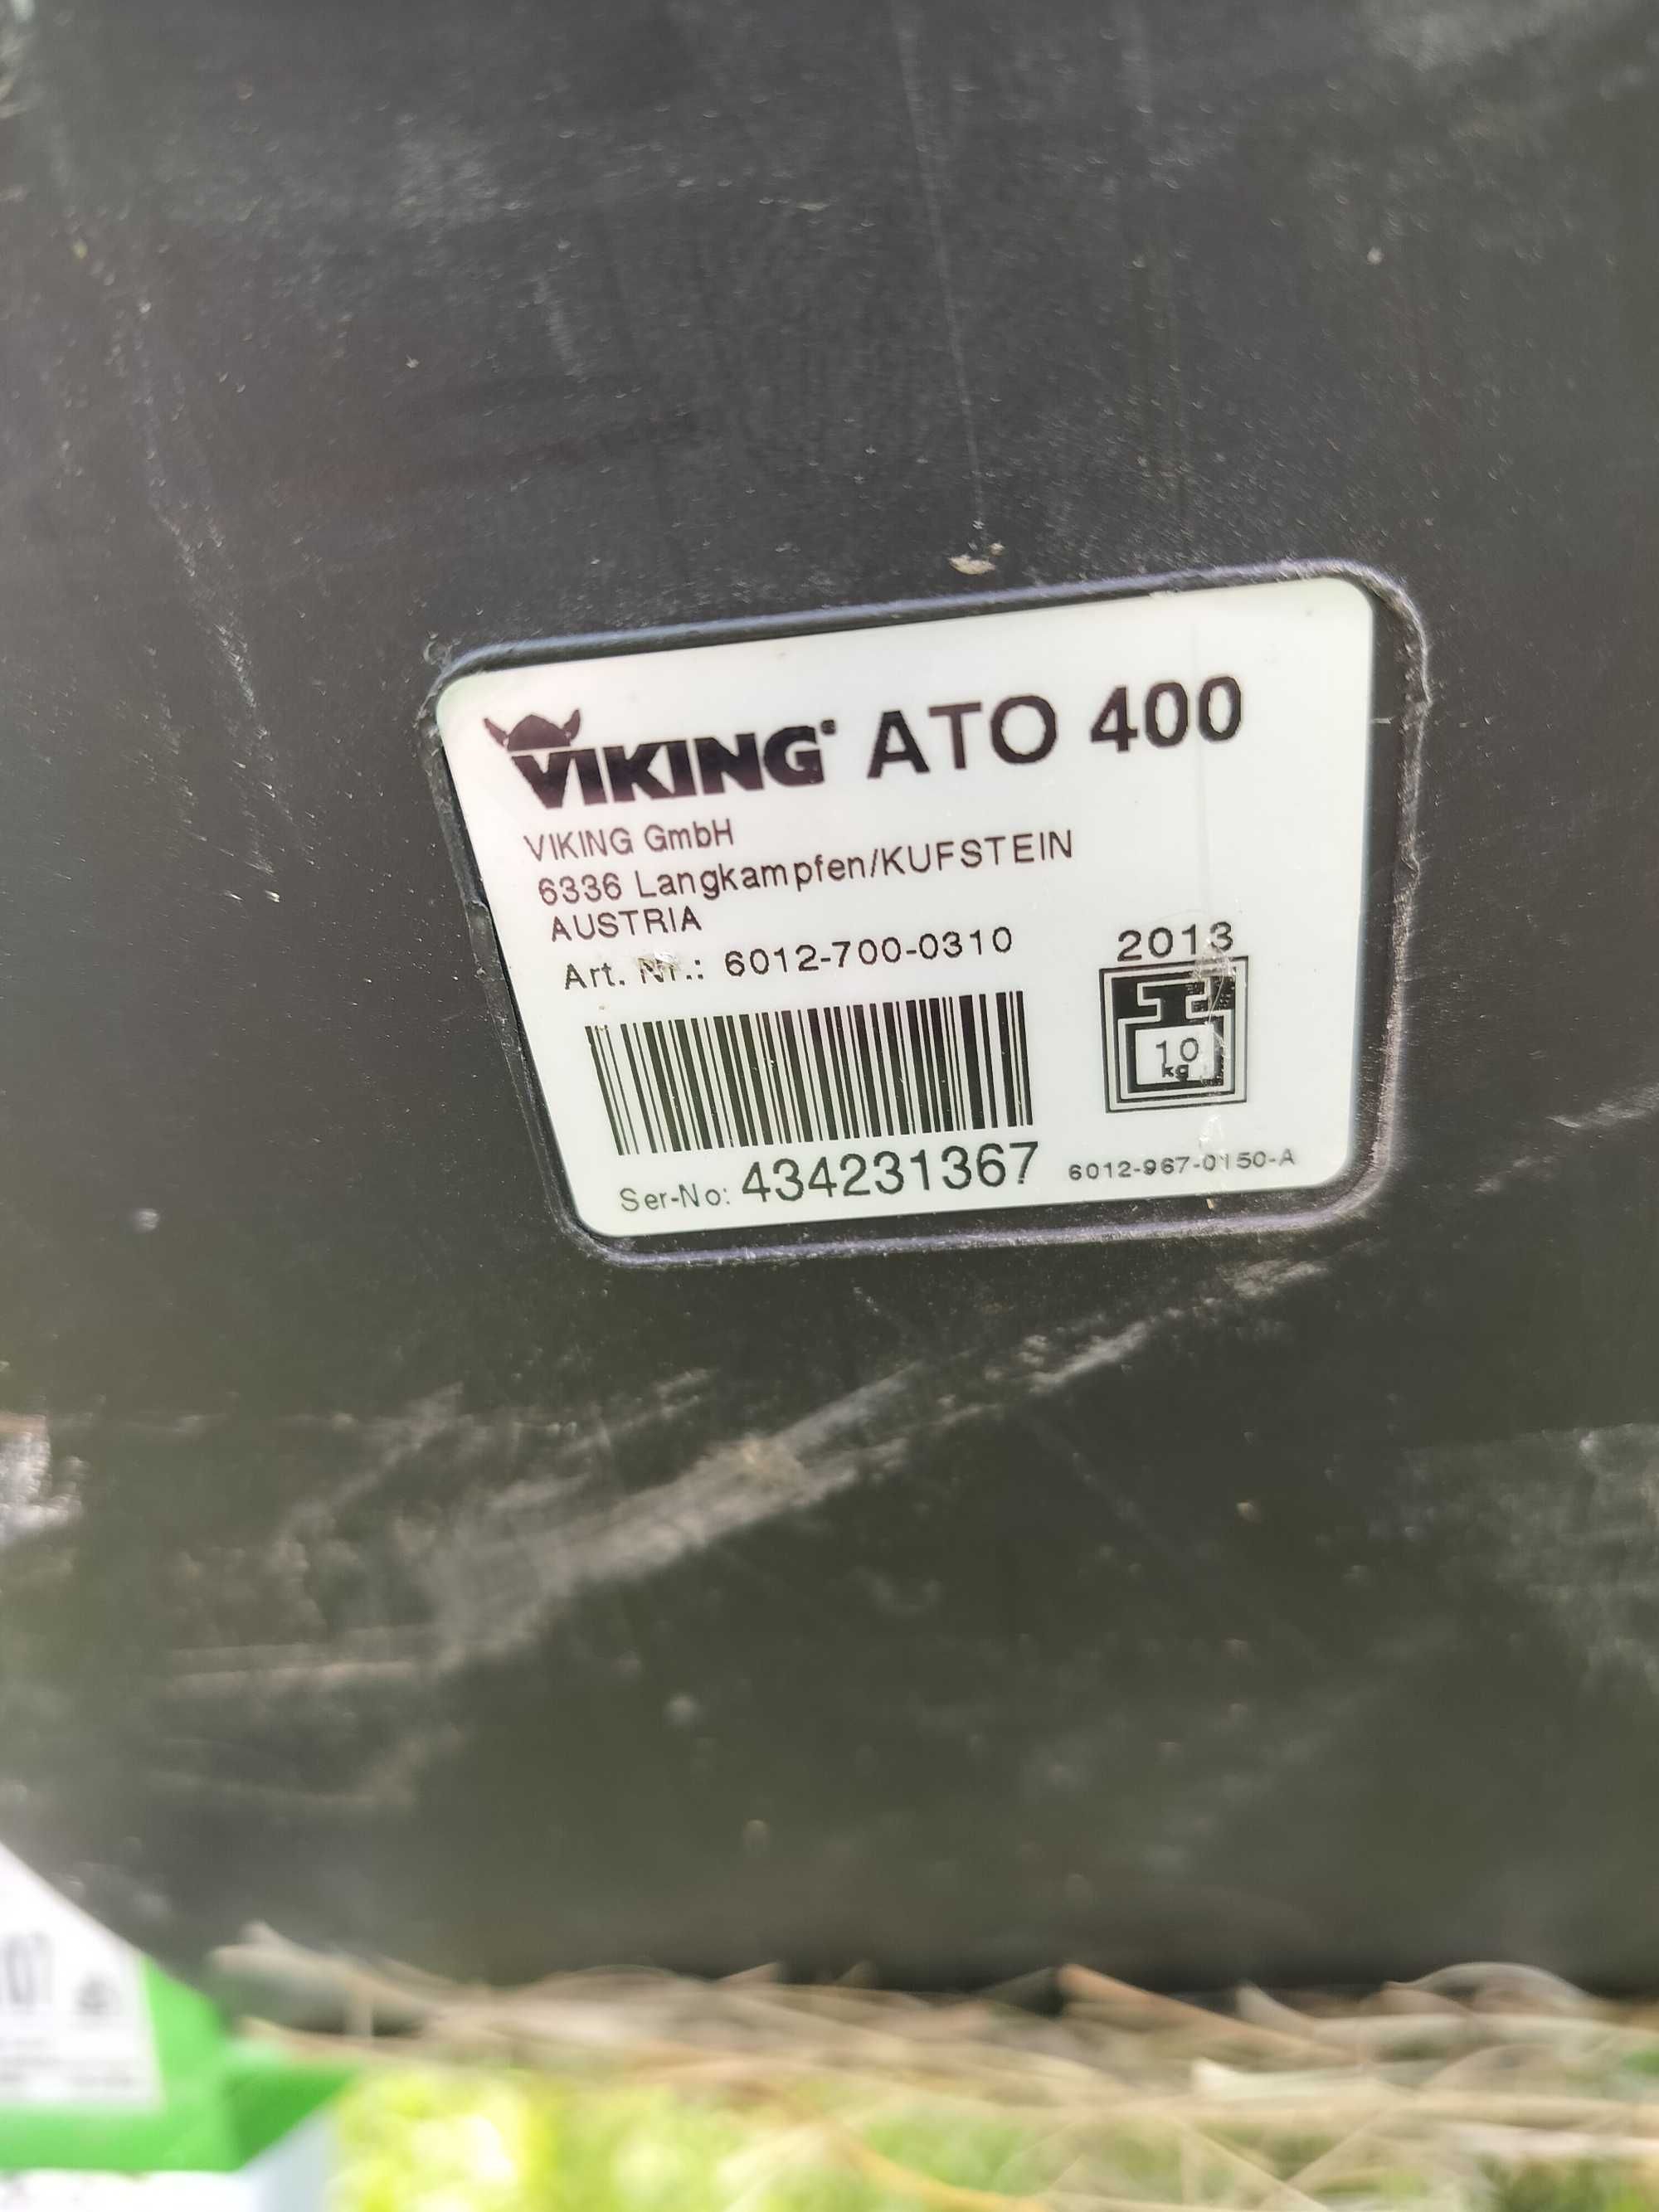 VIKING® ATO 400
VIKING GmbH
6336 Langkampfen/KUFSTEIN
AUSTRIA
Art. Nr.: 6012-700-0310
2013
10
kg
Ser-No: 434231367
6012-967-0150-A